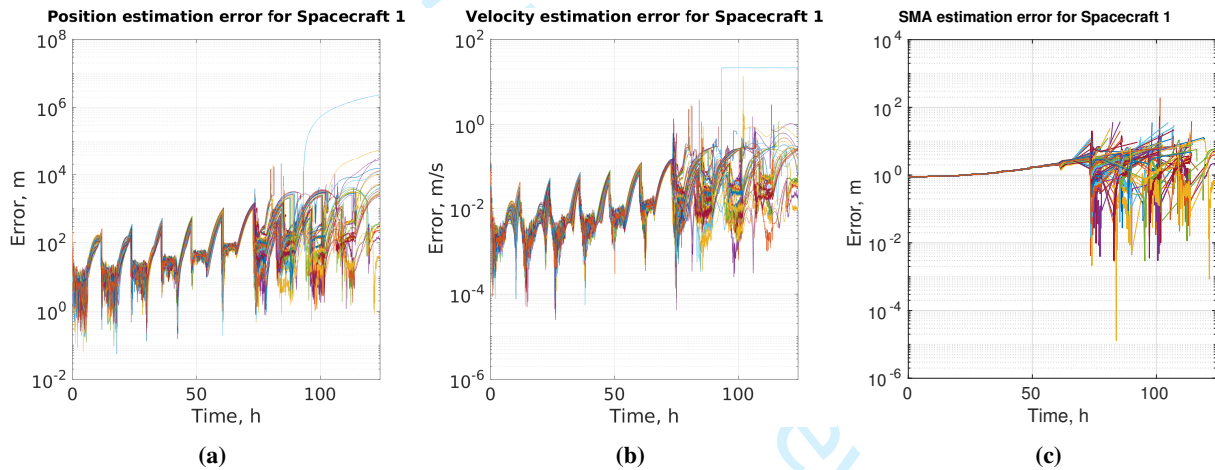 Position estimation error for Spacecraft 1
Error, m
10^8
10^6
10^4
10^2
10^0
10^-2
0
50
100
Time, h
(a)
Velocity estimation error for Spacecraft 1
Error, m/s
10^2
10^0
10^-2
10^-4
10^-6
0
50
100
Time, h
(b)
SMA estimation error for Spacecraft 1
Error, m
10^4
10^2
10^0
10^-2
10^-4
10^-6
0
50
100
Time, h
(c)